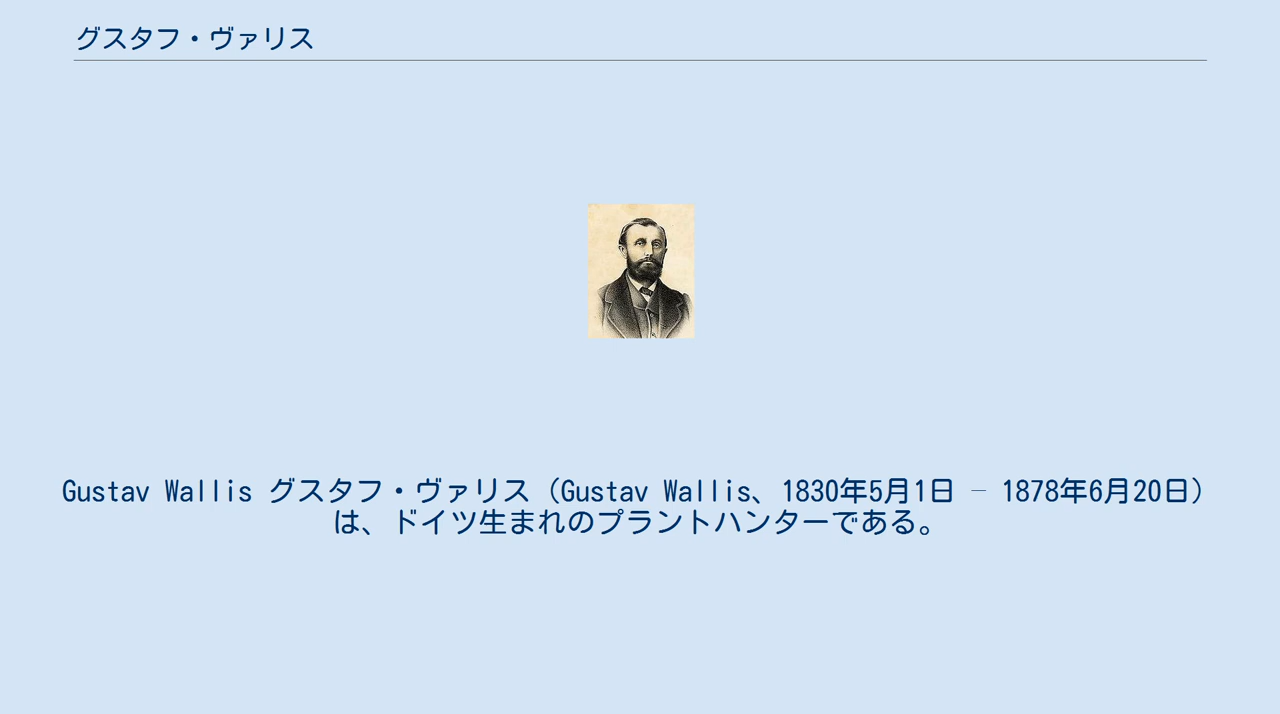 グスタフ・ヴァリス
Gustav Wallis グスタフ・ヴァリス（Gustav Wallis、1830年5月1日 – 1878年6月20日）
は、ドイツ生まれのプラントハンターである。